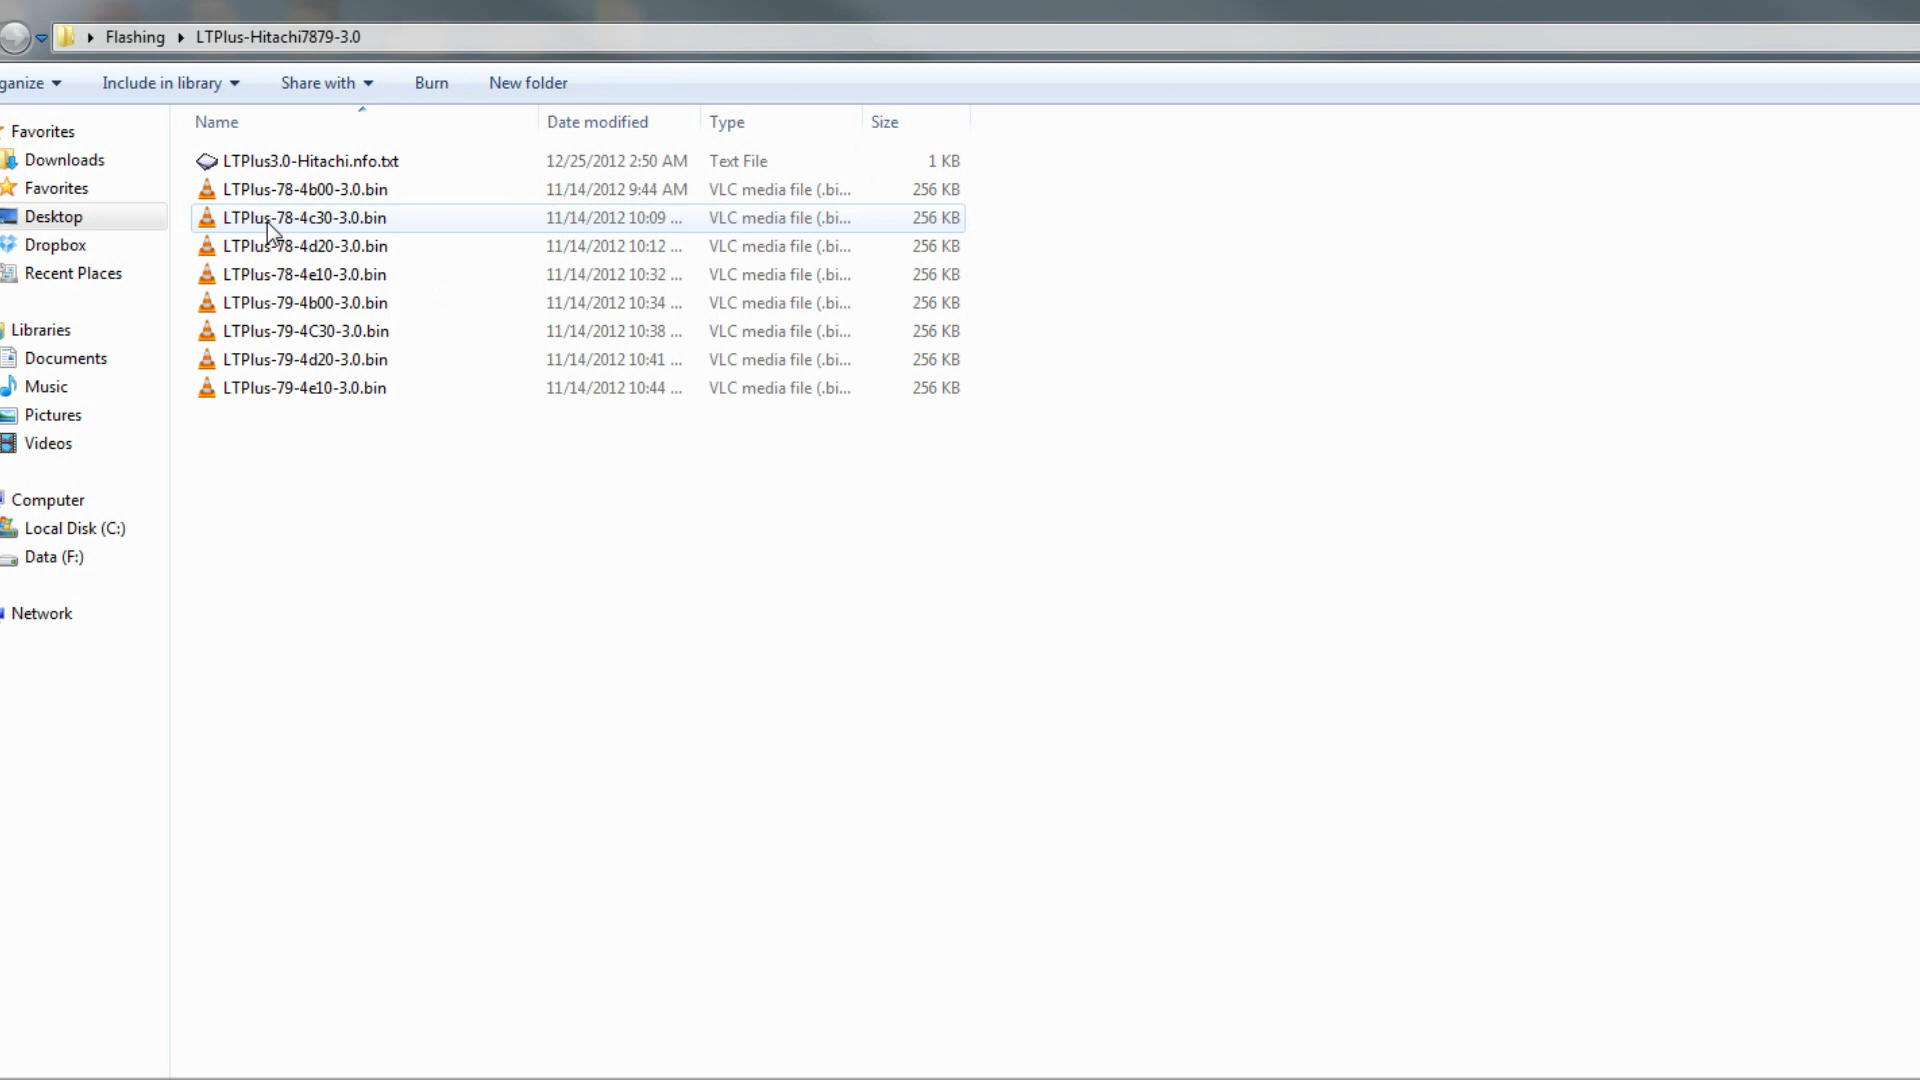 Flashing LTPlus-Hitachi7879-3.0
ganize Include in library Share with Burn New folder
Name Date modified Type Size
LTPlus3.0-Hitachi.nfo.txt 12/25/2012 2:50 AM Text File 1 KB
LTPlus-78-4b00-3.0.bin 11/14/2012 9:44 AM VLC media file (.bi... 256 KB
LTPlus-78-4c30-3.0.bin 11/14/2012 10:09 ... VLC media file (.bi... 256 KB
LTPlus-78-4d20-3.0.bin 11/14/2012 10:12 ... VLC media file (.bi... 256 KB
LTPlus-78-4e10-3.0.bin 11/14/2012 10:32 ... VLC media file (.bi... 256 KB
LTPlus-79-4b00-3.0.bin 11/14/2012 10:34 ... VLC media file (.bi... 256 KB
LTPlus-79-4C30-3.0.bin 11/14/2012 10:38 ... VLC media file (.bi... 256 KB
LTPlus-79-4d20-3.0.bin 11/14/2012 10:41 ... VLC media file (.bi... 256 KB
LTPlus-79-4e10-3.0.bin 11/14/2012 10:44 ... VLC media file (.bi... 256 KB
Favorites
Downloads
Favorites
Desktop
Dropbox
Recent Places
Libraries
Documents
Music
Pictures
Videos
Computer
Local Disk (C:)
Data (F:)
Network